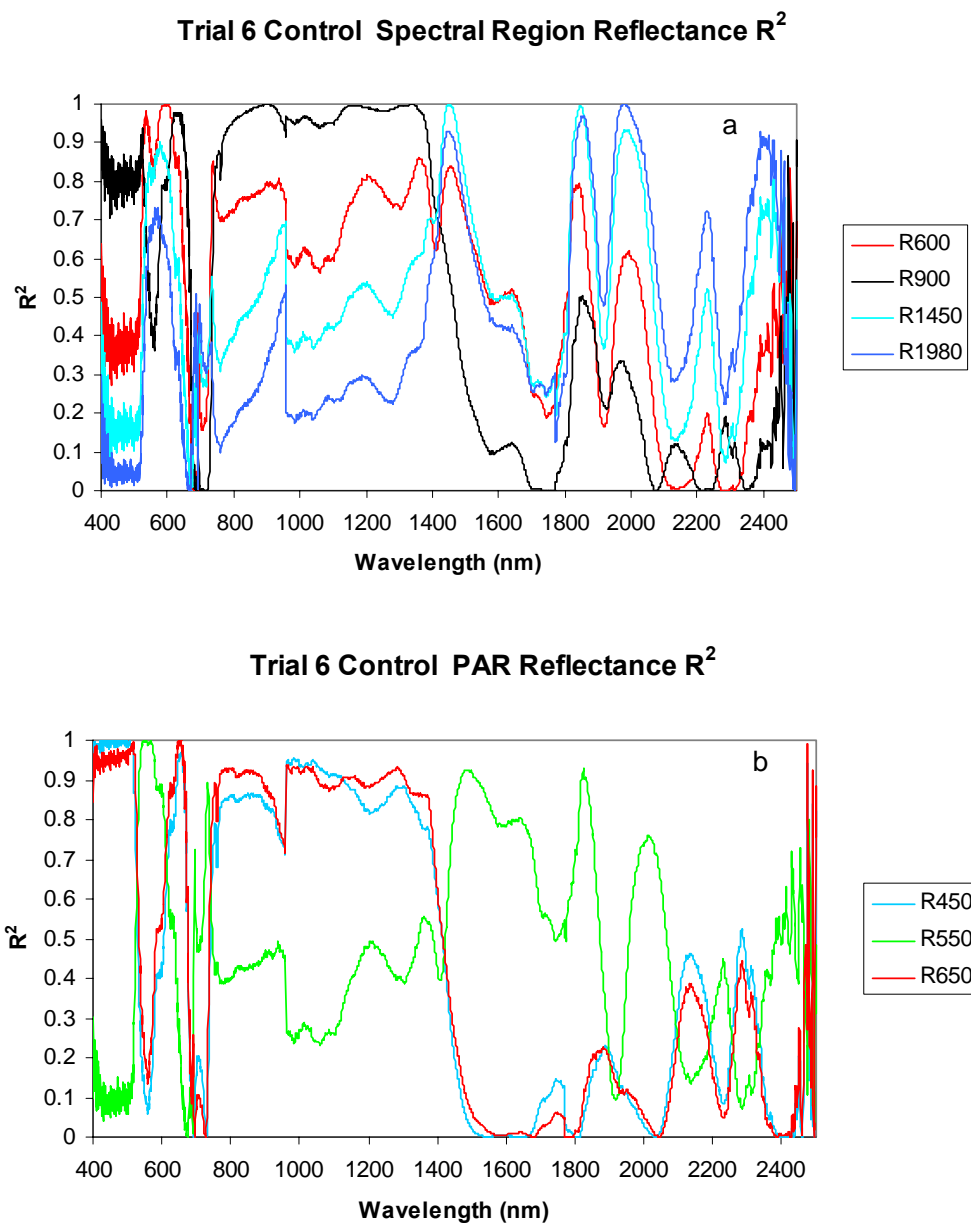 Trial 6 Control Spectral Region Reflectance R²
a
R²
1
0.9
0.8
0.7
0.6
0.5
0.4
0.3
0.2
0.1
0
400 600 800 1000 1200 1400 1600 1800 2000 2200 2400
Wavelength (nm)
R600
R900
R1450
R1980
Trial 6 Control PAR Reflectance R²
b
R²
1
0.9
0.8
0.7
0.6
0.5
0.4
0.3
0.2
0.1
0
400 600 800 1000 1200 1400 1600 1800 2000 2200 2400
Wavelength (nm)
R450
R550
R650